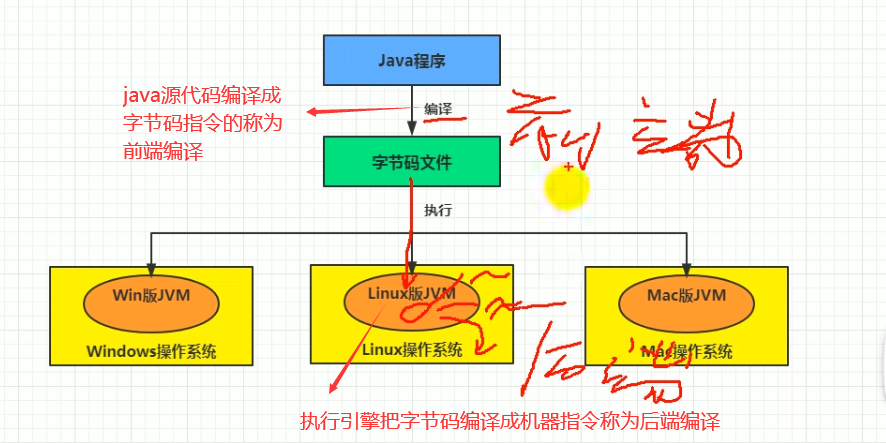 Java程序
java源代码编译成
字节码指令的称为
前端编译
编译
前端
字节码文件
执行
Win版JVM
Linux版JVM
Mac版JVM
Windows操作系统
Linux操作系统
Mac操作系统
后端
执行引擎把字节码编译成机器指令称为后端编译